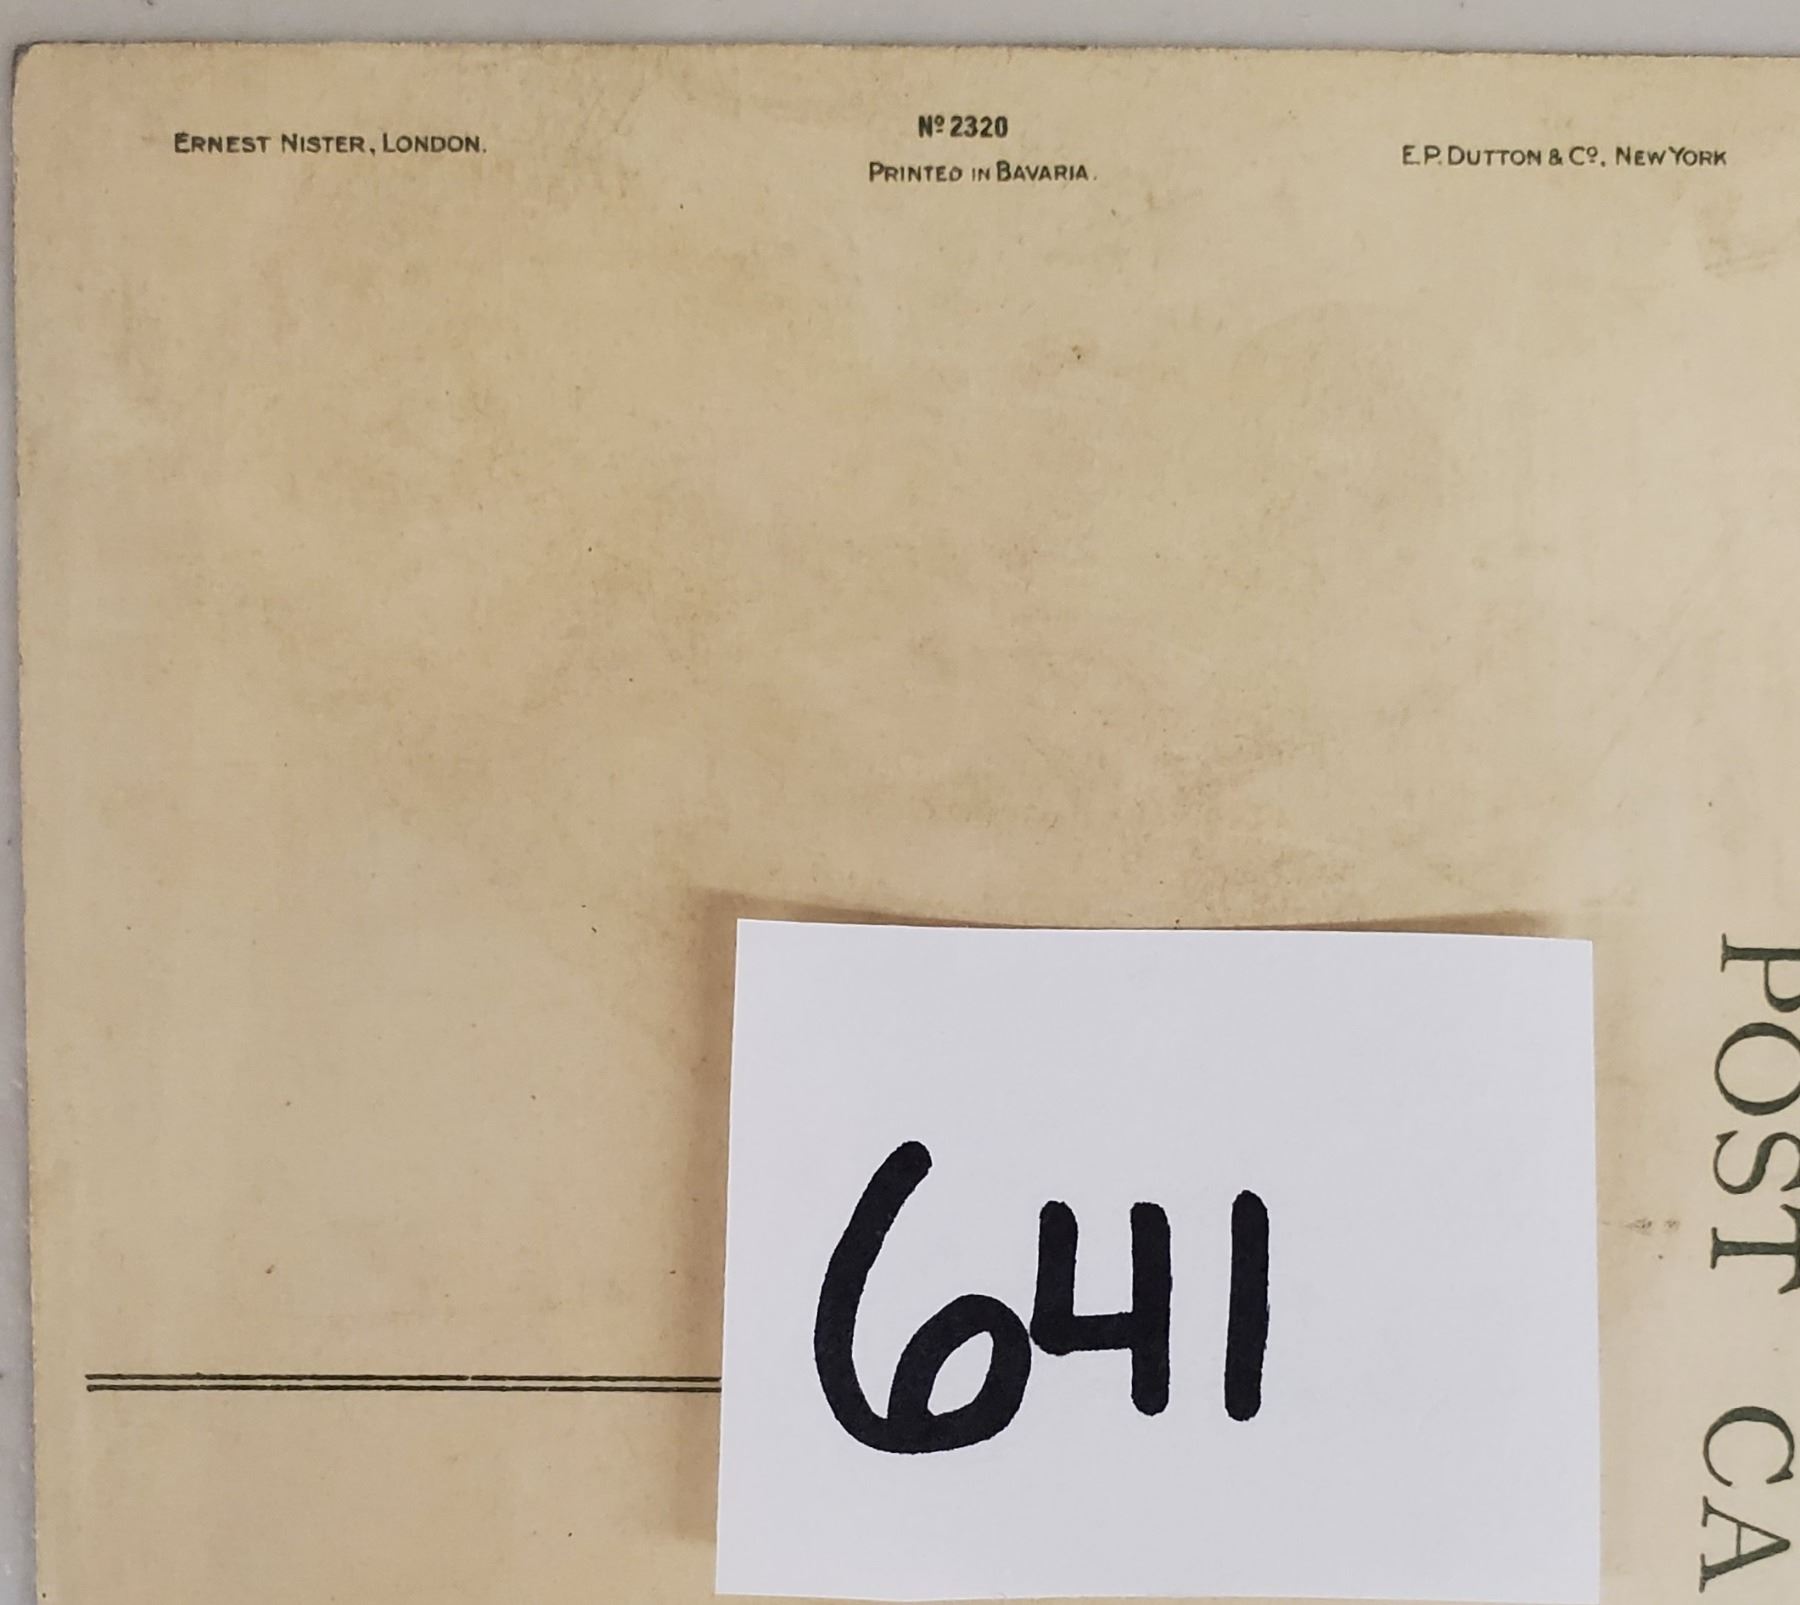 ERNEST NISTER, LONDON.
Nº 2320
PRINTED IN BAVARIA.
E.P. DUTTON & Cº, NEW YORK
POST CA
641